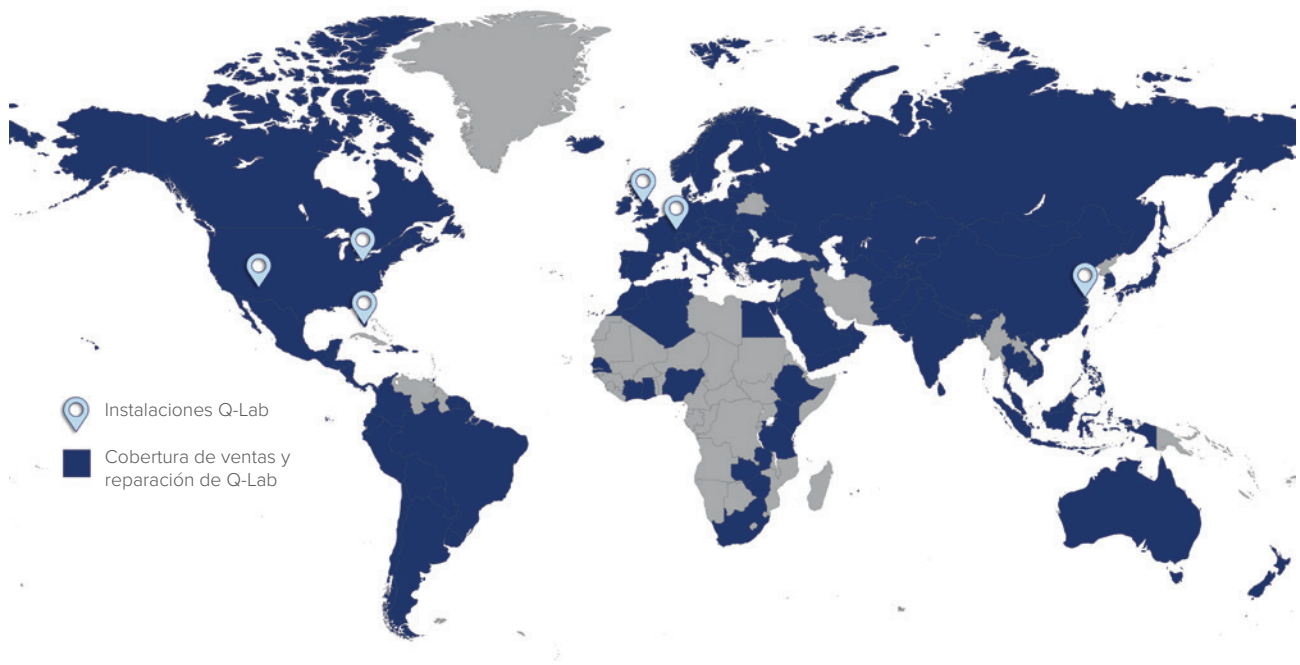 Instalaciones Q-Lab
Cobertura de ventas y
reparación de Q-Lab